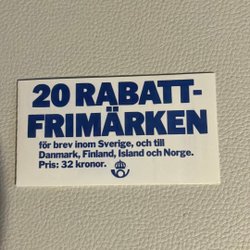 20 RABATT-
FRIMÄRKEN
för brev inom Sverige, och till
Danmark, Finland, Island och Norge.
Pris: 32 kronor.